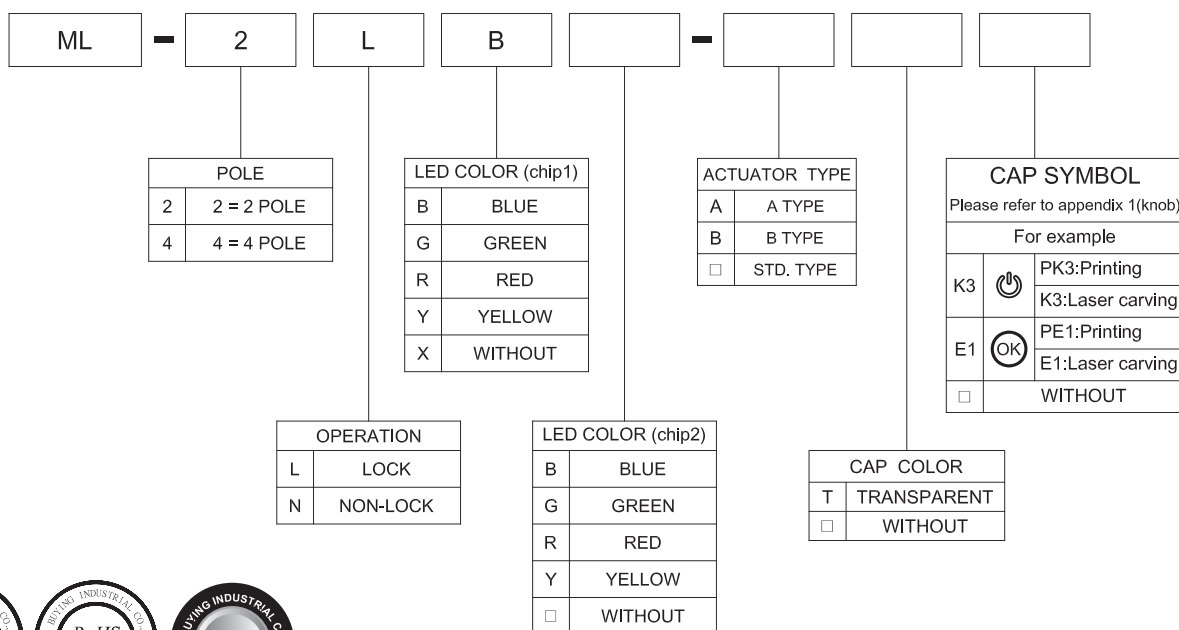 ML - 2 L B -
POLE
2 2 = 2 POLE
4 4 = 4 POLE
LED COLOR (chip1)
B BLUE
G GREEN
R RED
Y YELLOW
X WITHOUT
ACTUATOR TYPE
A A TYPE
B B TYPE
□ STD. TYPE
CAP SYMBOL
Please refer to appendix 1(knob)
For example
K3 PK3:Printing
K3:Laser carving
E1 OK PE1:Printing
E1:Laser carving
□ WITHOUT
OPERATION
L LOCK
N NON-LOCK
LED COLOR (chip2)
B BLUE
G GREEN
R RED
Y YELLOW
□ WITHOUT
CAP COLOR
T TRANSPARENT
□ WITHOUT
INDUSTRIAL CO
INDUSTRIAL